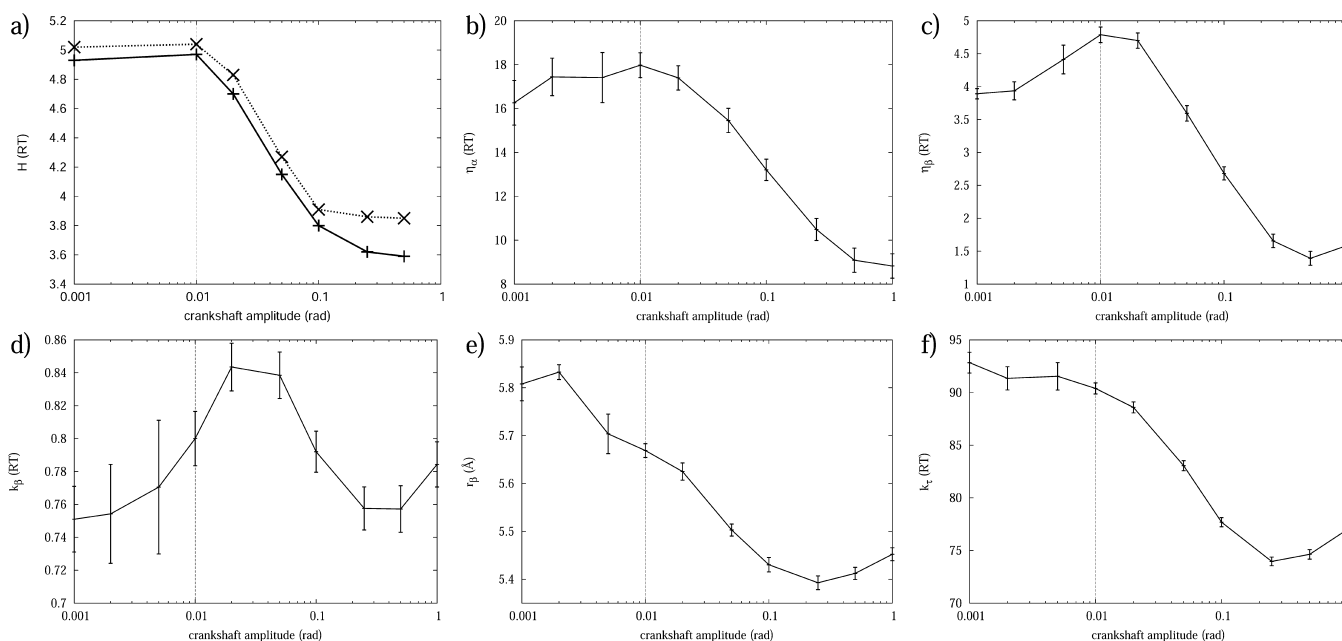 a)
5.2
5
4.8
4.6
4.4
4.2
4
3.8
3.6
3.4
H (RT)
0.001 0.01 0.1 1
crankshaft amplitude (rad)
b)
20
18
16
14
12
10
8
ηα (RT)
0.001 0.01 0.1 1
crankshaft amplitude (rad)
c)
5
4.5
4
3.5
3
2.5
2
1.5
1
ηβ (RT)
0.001 0.01 0.1
crankshaft amplitude (rad)
d)
0.86
0.84
0.82
0.8
0.78
0.76
0.74
0.72
0.7
kβ (RT)
0.001 0.01 0.1 1
crankshaft amplitude (rad)
e)
5.9
5.8
5.7
5.6
5.5
5.4
rβ (Å)
0.001 0.01 0.1 1
crankshaft amplitude (rad)
f)
95
90
85
80
75
70
kτ (RT)
0.001 0.01 0.1
crankshaft amplitude (rad)